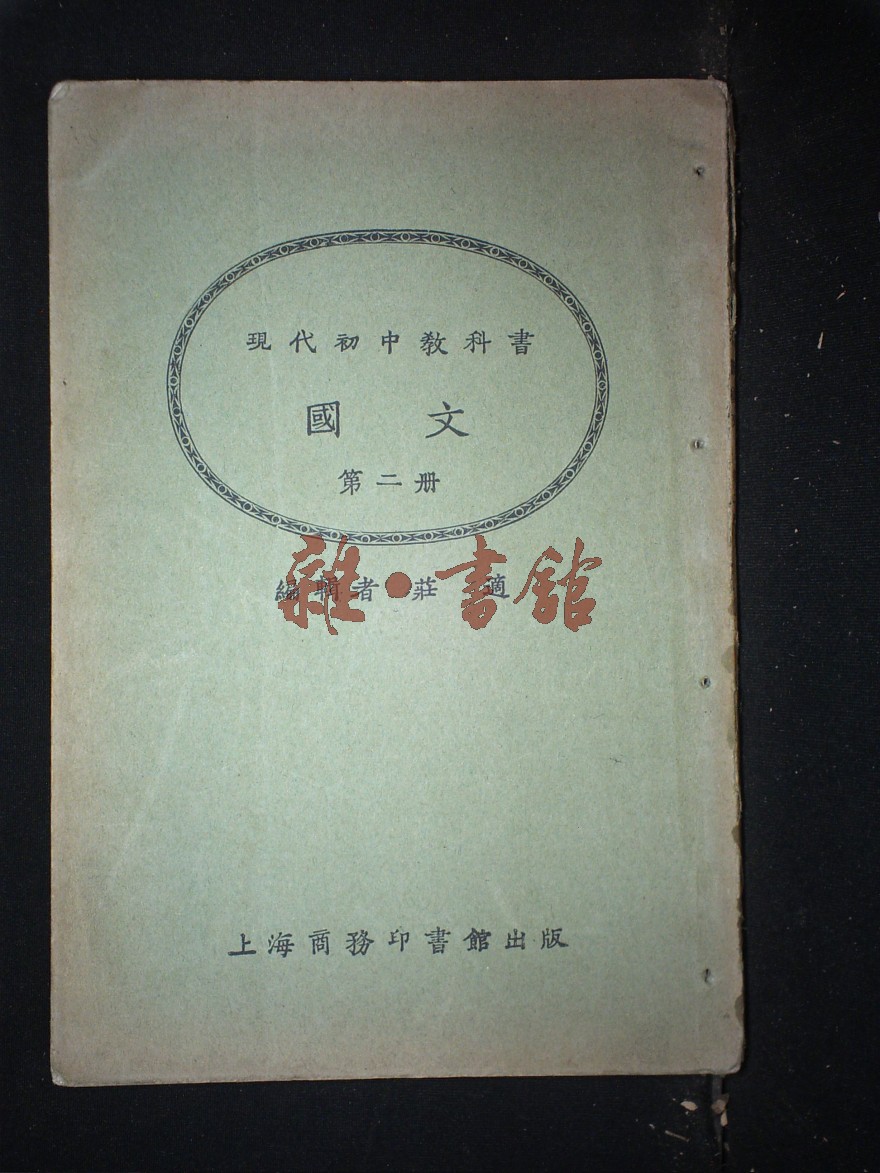 現代初中教科書
國文
第二册
編輯者 莊適
雜·書館
上海商務印書館出版